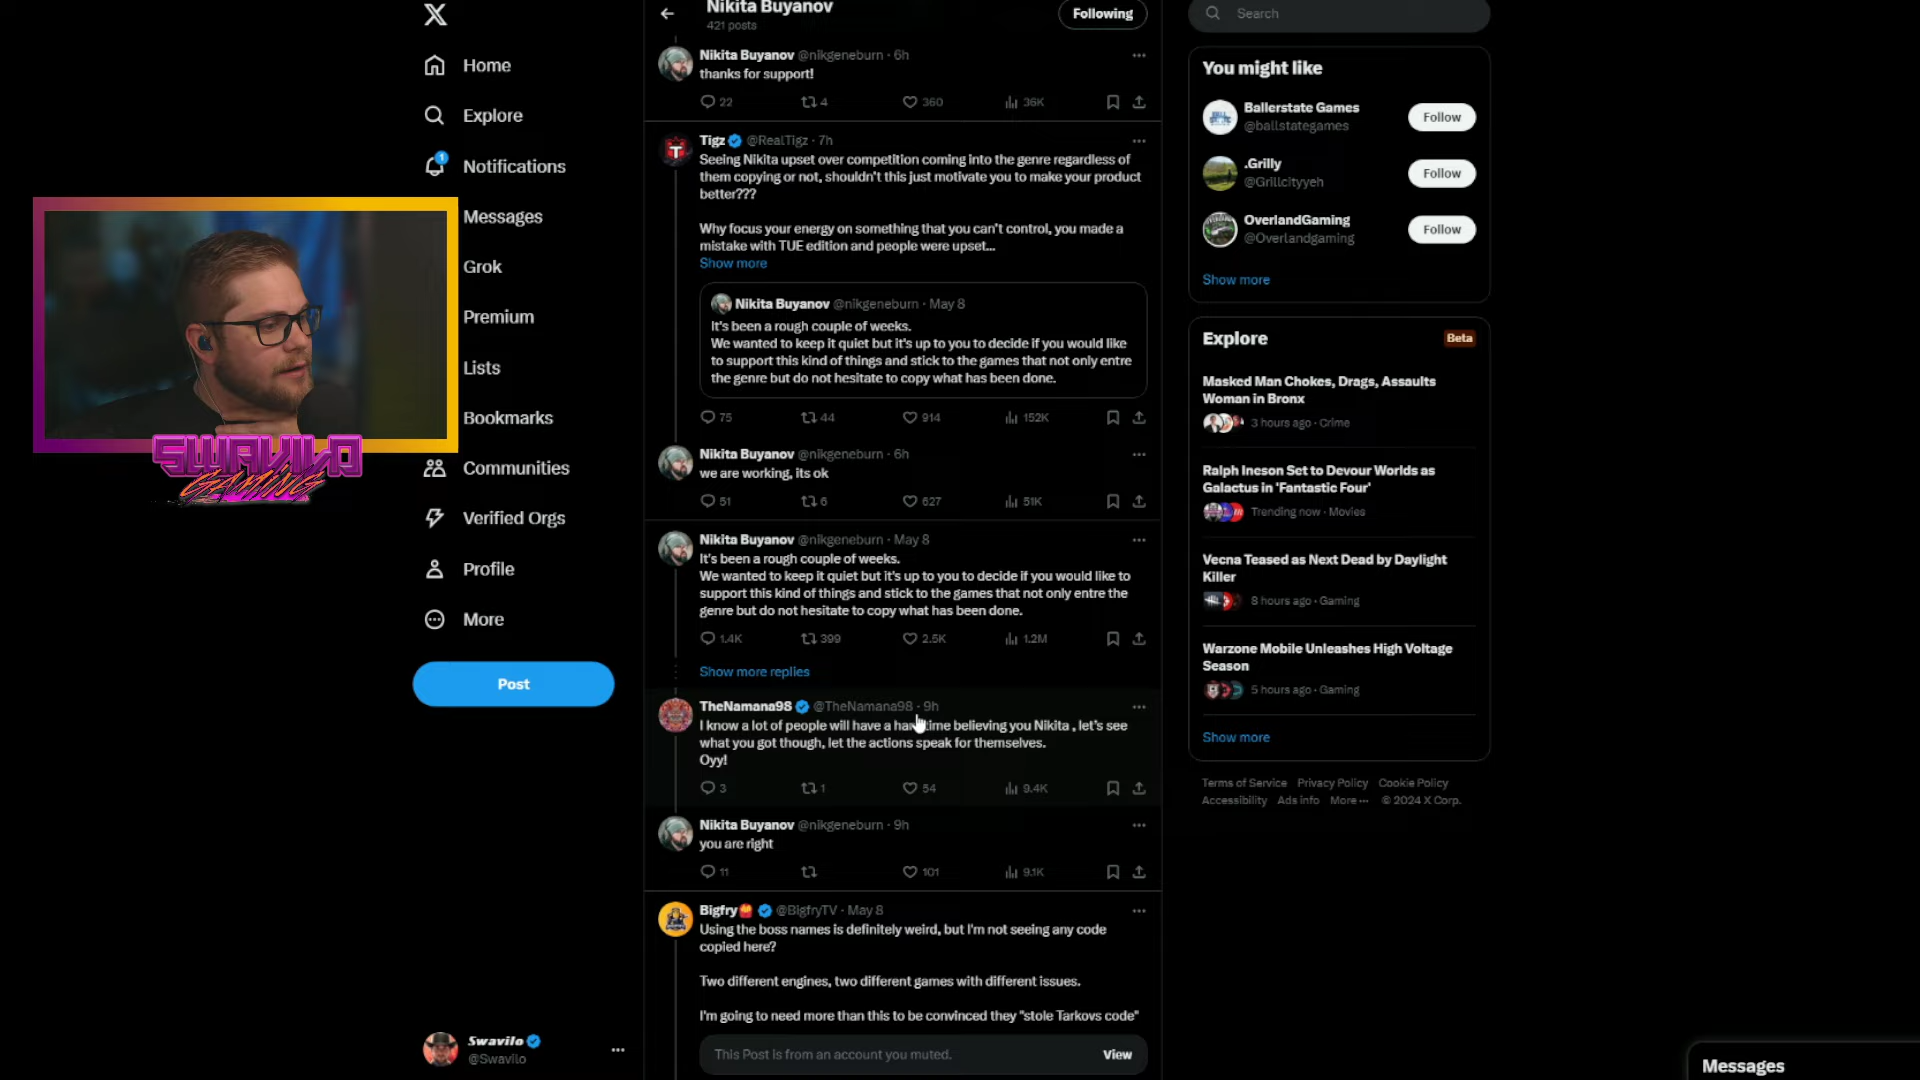 Nikita Buyanov
421 posts
Following
Search
Home
Explore
1
Notifications
Messages
Grok
Premium
Lists
Bookmarks
Communities
Verified Orgs
Profile
More
Post
Swavilo
@Swavilo
SWAVILO
GAMING
Nikita Buyanov @nikgeneburn · 6h
thanks for support!
22 4 360 36K
Tigz @RealTigz · 7h
Seeing Nikita upset over competition coming into the genre regardless of
them copying or not, shouldn't this just motivate you to make your product
better???
Why focus your energy on something that you can't control, you made a
mistake with TUE edition and people were upset...
Show more
Nikita Buyanov @nikgeneburn · May 8
It's been a rough couple of weeks.
We wanted to keep it quiet but it's up to you to decide if you would like
to support this kind of things and stick to the games that not only entre
the genre but do not hesitate to copy what has been done.
75 44 914 152K
Nikita Buyanov @nikgeneburn · 6h
we are working, its ok
51 6 627 51K
Nikita Buyanov @nikgeneburn · May 8
It's been a rough couple of weeks.
We wanted to keep it quiet but it's up to you to decide if you would like to
support this kind of things and stick to the games that not only entre the
genre but do not hesitate to copy what has been done.
1.4K 399 2.5K 1.2M
Show more replies
TheNamana98 @TheNamana98 · 9h
I know a lot of people will have a time believing you Nikita , let's see
what you got though, let the actions speak for themselves.
Oyy!
3 1 54 9.4K
Nikita Buyanov @nikgeneburn · 9h
you are right
11 101 9.1K
Bigfry @BigfryTV · May 8
Using the boss names is definitely weird, but I'm not seeing any code
copied here?
Two different engines, two different games with different issues.
I'm going to need more than this to be convinced they "stole Tarkovs code"
This Post is from an account you muted.
View
You might like
Ballerstate Games
@ballstategames
Follow
.Grilly
@Grillcityyeh
Follow
OverlandGaming
@Overlandgaming
Follow
Show more
Explore
Beta
Masked Man Chokes, Drags, Assaults
Woman in Bronx
3 hours ago · Crime
Ralph Ineson Set to Devour Worlds as
Galactus in 'Fantastic Four'
Trending now · Movies
Vecna Teased as Next Dead by Daylight
Killer
8 hours ago · Gaming
Warzone Mobile Unleashes High Voltage
Season
5 hours ago · Gaming
Show more
Terms of Service Privacy Policy Cookie Policy
Accessibility Ads info More ··· © 2024 X Corp.
Messages